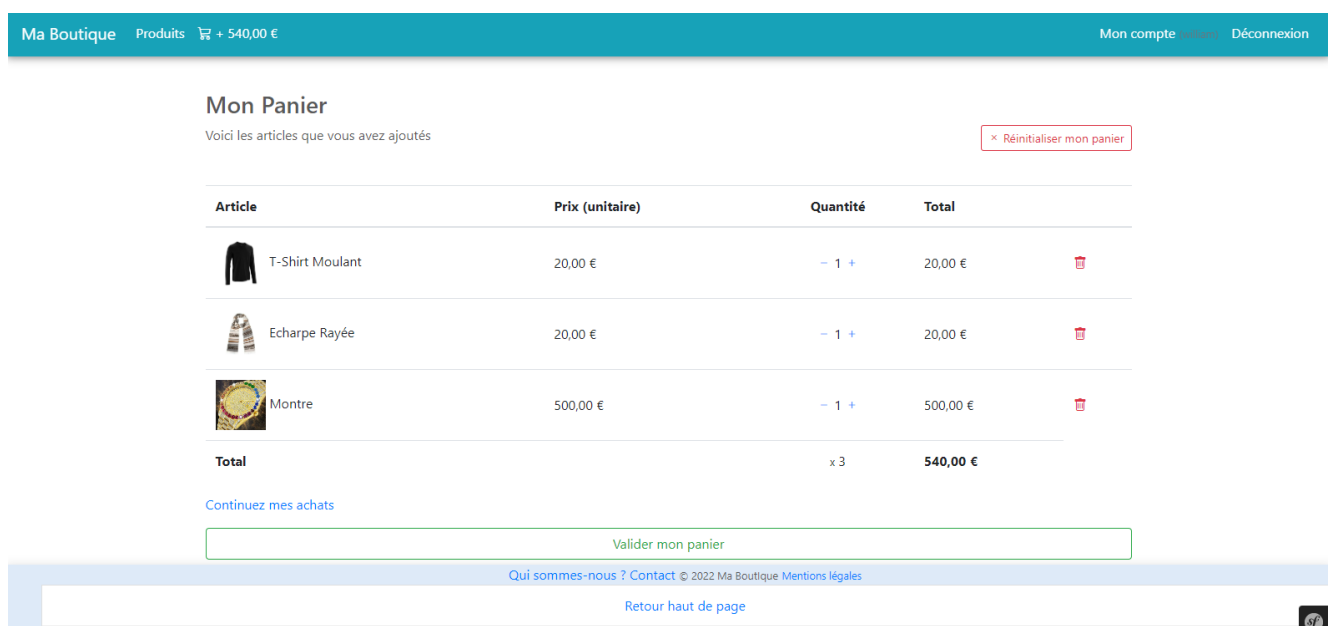 Ma Boutique Produits + 540,00 € Mon compte Déconnexion
Mon Panier
Voici les articles que vous avez ajoutés
× Réinitialiser mon panier
Article Prix (unitaire) Quantité Total
T-Shirt Moulant 20,00 € − 1 + 20,00 €
Echarpe Rayée 20,00 € − 1 + 20,00 €
Montre 500,00 € − 1 + 500,00 €
Total x 3 540,00 €
Continuez mes achats
Valider mon panier
Qui sommes-nous ? Contact © 2022 Ma Boutique Mentions légales
Retour haut de page
sf